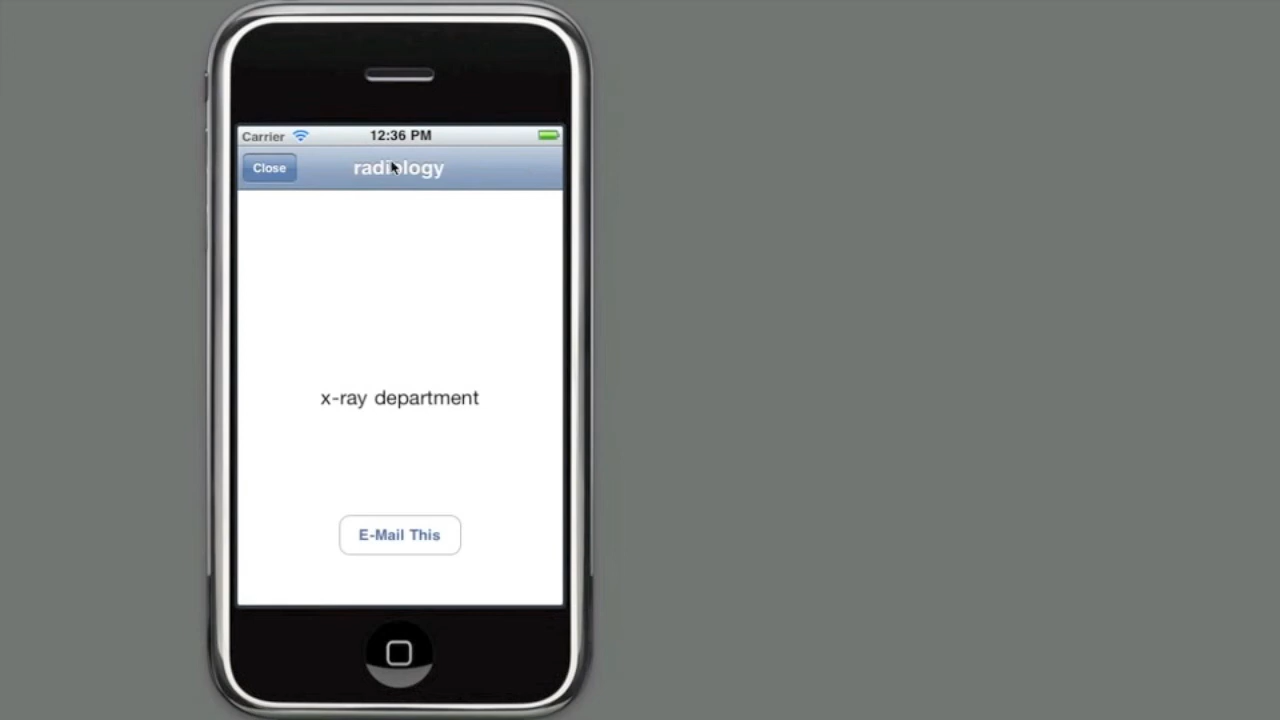 Carrier 12:36 PM
Close radiology
x-ray department
E-Mail This